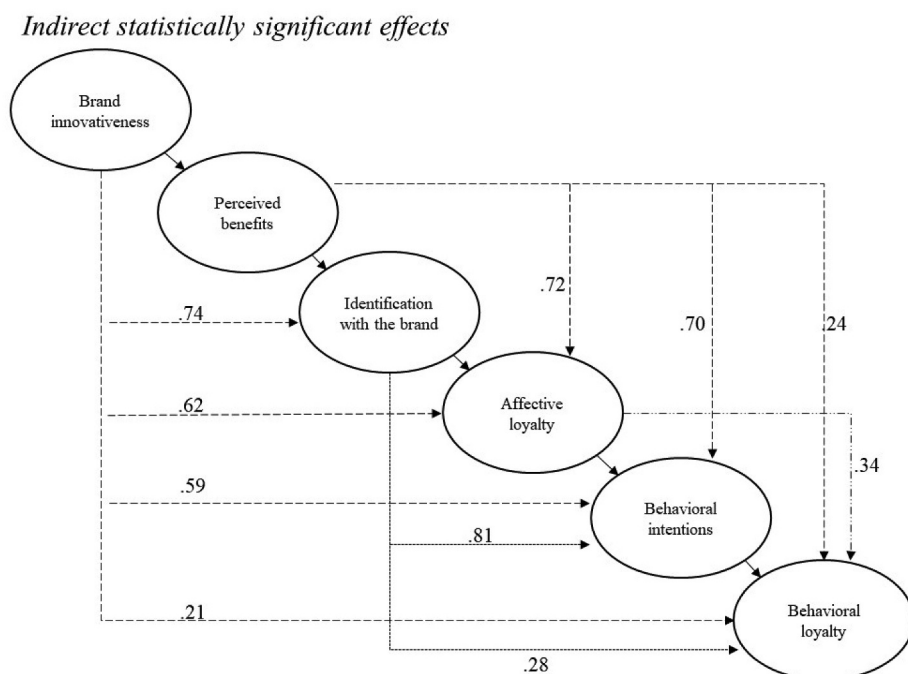 Indirect statistically significant effects
Brand
innovativeness
Perceived
benefits
Identification
with the brand
.72
.74
.70
.24
Affective
loyalty
.62
.34
.59
Behavioral
intentions
.81
.21
Behavioral
loyalty
.28